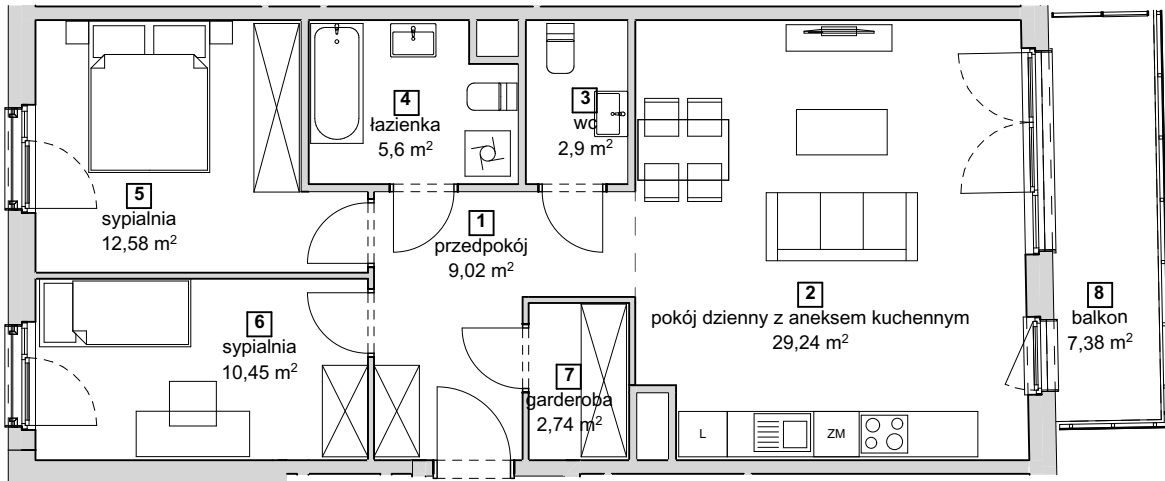 5
sypialnia
12,58 m²
4
łazienka
5,6 m²
3
wc
2,9 m²
1
przedpokój
9,02 m²
2
pokój dzienny z aneksem kuchennym
29,24 m²
8
balkon
7,38 m²
6
sypialnia
10,45 m²
7
garderoba
2,74 m²
L
ZM